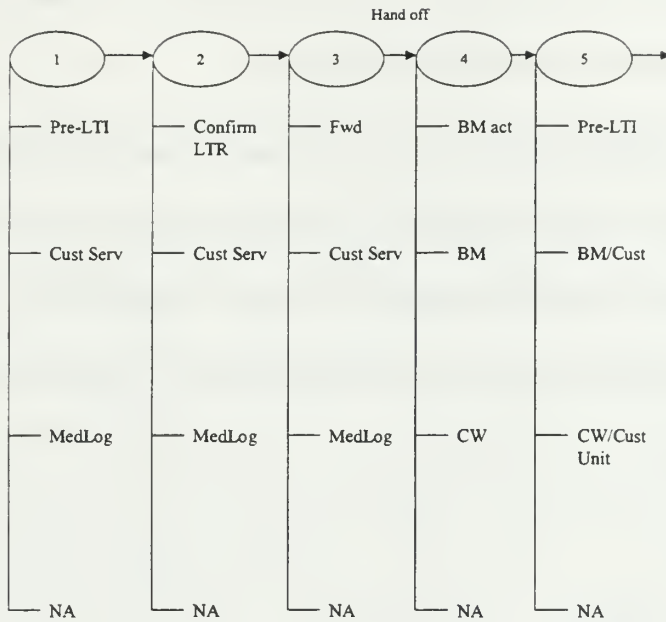 Hand off
1 2 3 4 5
Pre-LTI Confirm Fwd BM act Pre-LTI
LTR
Cust Serv Cust Serv Cust Serv BM BM/Cust
MedLog MedLog MedLog CW CW/Cust
Unit
NA NA NA NA NA